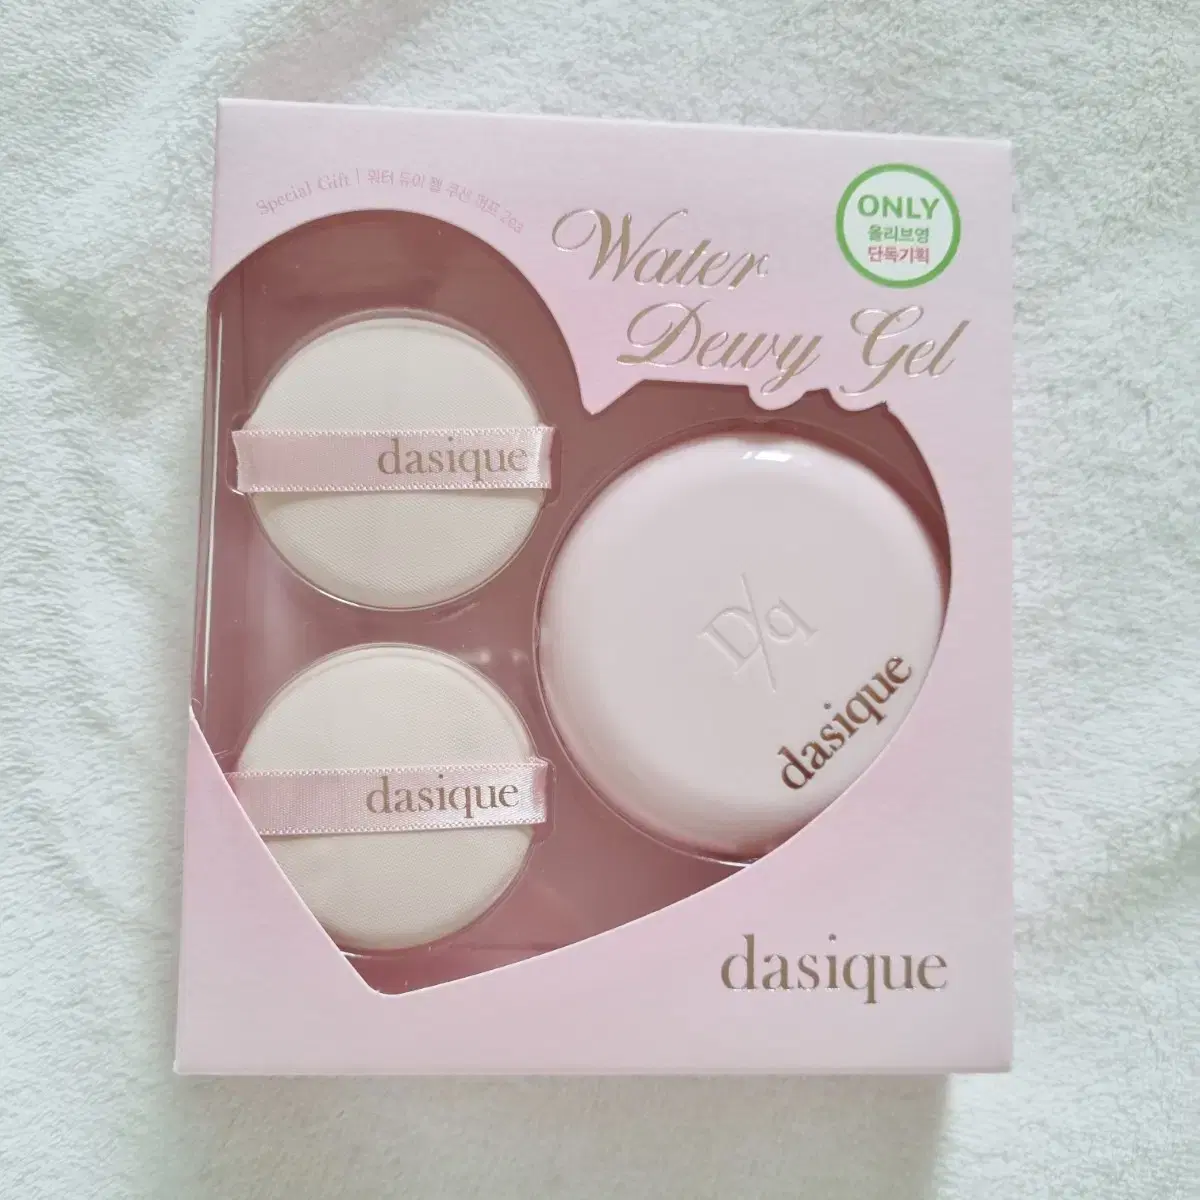 Special Gift | 워터 듀이 젤 쿠션 퍼프 2매
ONLY
올리브영
단독기획
Water
Dewy Gel
dasique
dasique
D/q
dasique
dasique